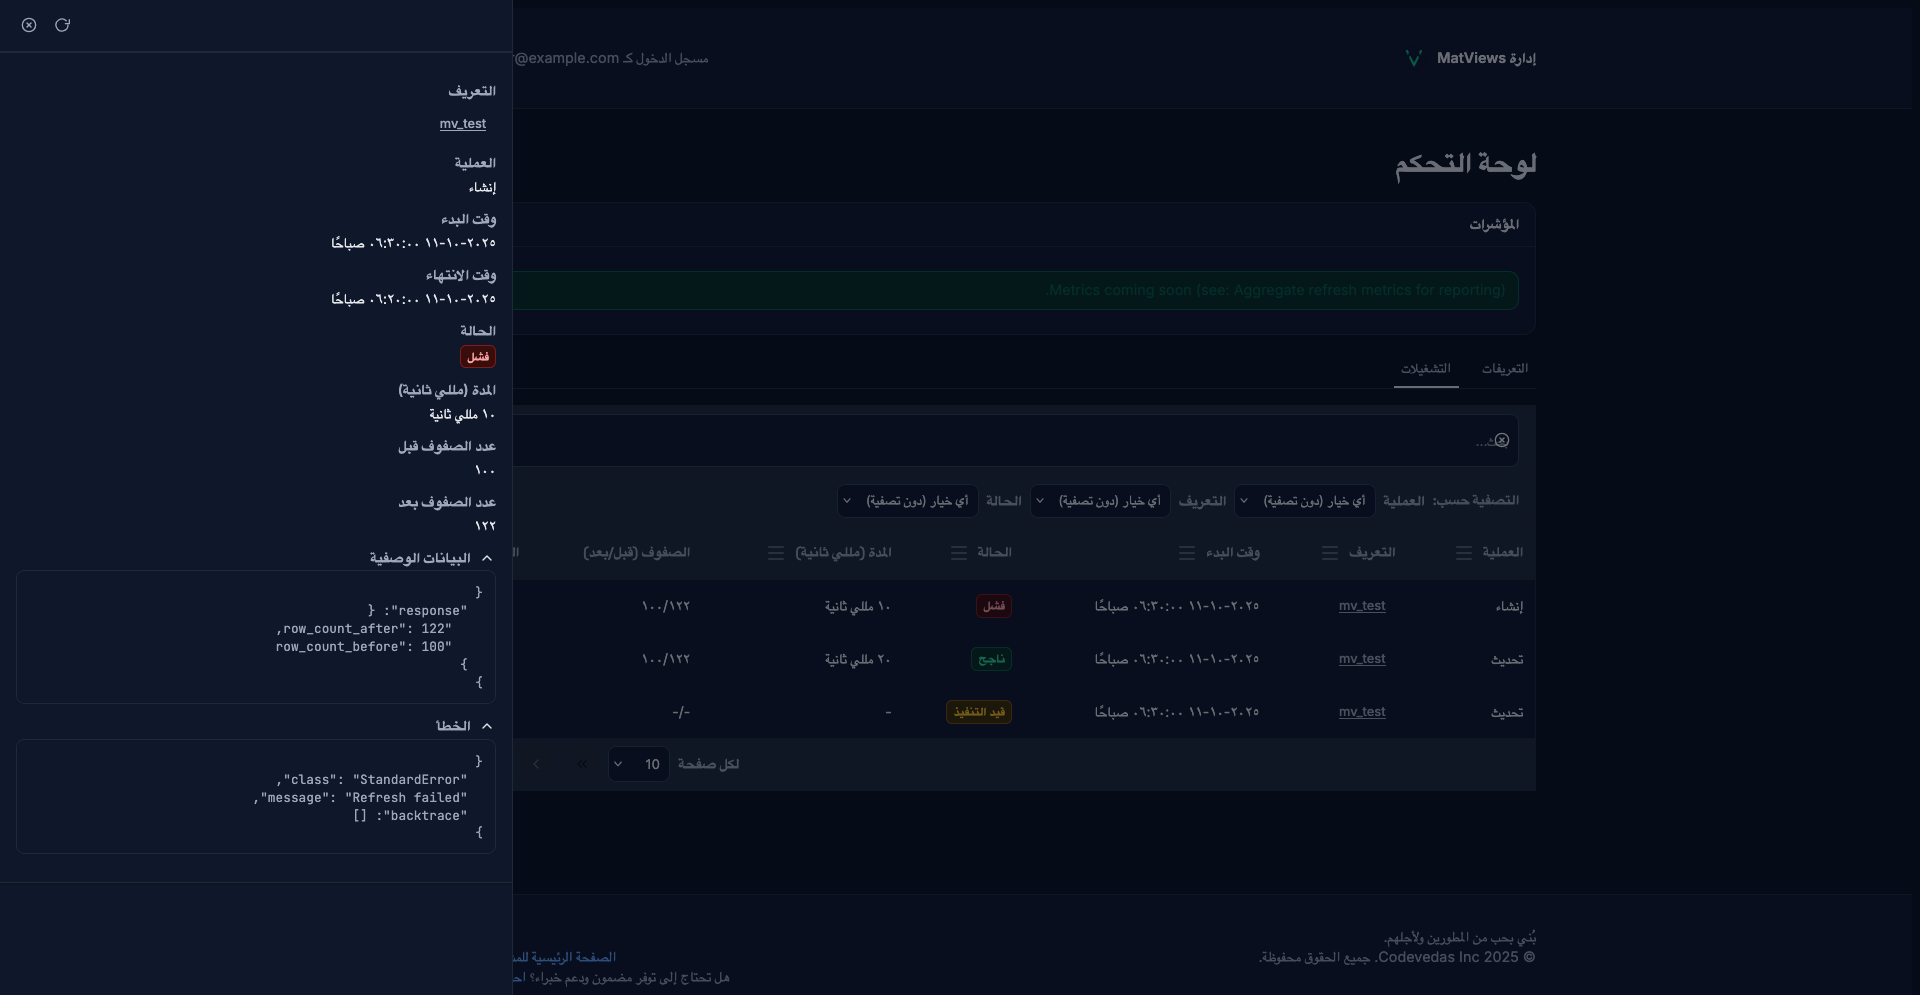 إدارة MatViews
مسجل الدخول كـ r@example.com
لوحة التحكم
المؤشرات
Metrics coming soon (see: Aggregate refresh metrics for reporting).
التعريفات
التشغيلات
التصفية حسب: العملية أي خيار (دون تصفية) التعريف أي خيار (دون تصفية) الحالة أي خيار (دون تصفية)
العملية التعريف وقت البدء الحالة المدة (مللي ثانية) الصفوف (قبل/بعد)
إنشاء mv_test ٢٠٢٥-١٠-١١ ٠٦:٣٠:٠٠ صباحًا فشل ١٠ مللي ثانية ١٠٠/١٢٢
تحديث mv_test ٢٠٢٥-١٠-١١ ٠٦:٣٠:٠٠ صباحًا ناجح ٢٠ مللي ثانية ١٠٠/١٢٢
تحديث mv_test ٢٠٢٥-١٠-١١ ٠٦:٣٠:٠٠ صباحًا قيد التنفيذ - -/-
لكل صفحة 10
بُني بحب من المطورين ولأجلهم.
© 2025 Codevedas Inc. جميع الحقوق محفوظة.
الصفحة الرئيسية
هل تحتاج إلى توفر مضمون ودعم خبراء؟
التعريف
mv_test
العملية
إنشاء
وقت البدء
٢٠٢٥-١٠-١١ ٠٦:٣٠:٠٠ صباحًا
وقت الانتهاء
٢٠٢٥-١٠-١١ ٠٦:٢٠:٠٠ صباحًا
الحالة
فشل
المدة (مللي ثانية)
١٠ مللي ثانية
عدد الصفوف قبل
١٠٠
عدد الصفوف بعد
١٢٢
البيانات الوصفية
{
"response": {
"row_count_after": 122,
"row_count_before": 100
}
}
الخطأ
{
"class": "StandardError",
"message": "Refresh failed",
"backtrace": []
}